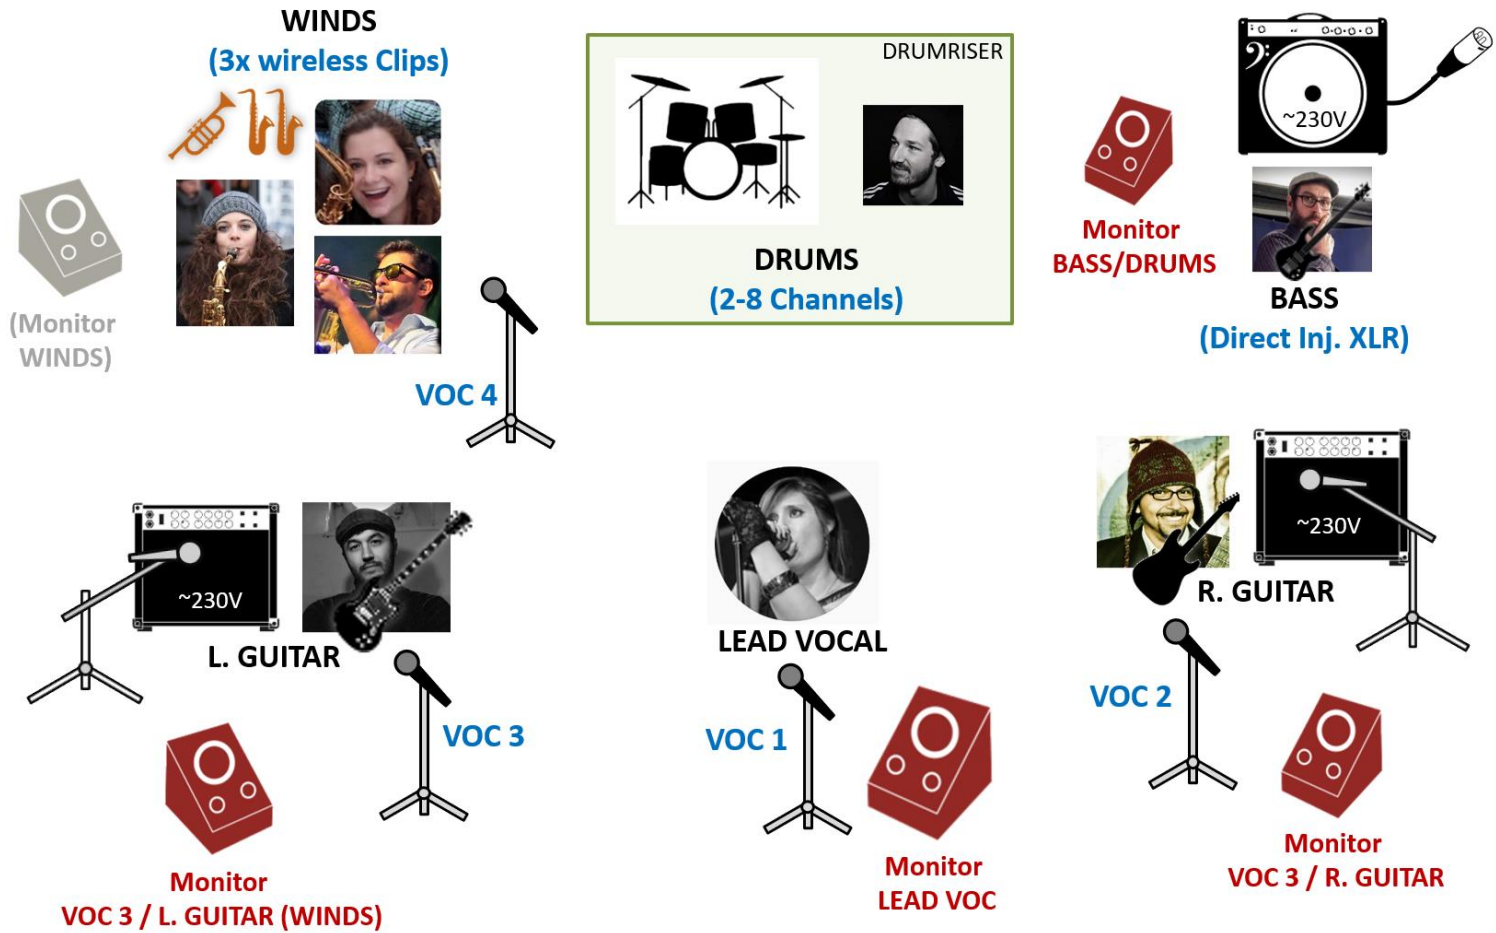 WINDS
(3x wireless Clips)
(Monitor
WINDS)
VOC 4
DRUMRISER
DRUMS
(2-8 Channels)
Monitor
BASS/DRUMS
~230V
BASS
(Direct Inj. XLR)
~230V
L. GUITAR
VOC 3
Monitor
VOC 3 / L. GUITAR (WINDS)
LEAD VOCAL
VOC 1
Monitor
LEAD VOC
~230V
R. GUITAR
VOC 2
Monitor
VOC 3 / R. GUITAR